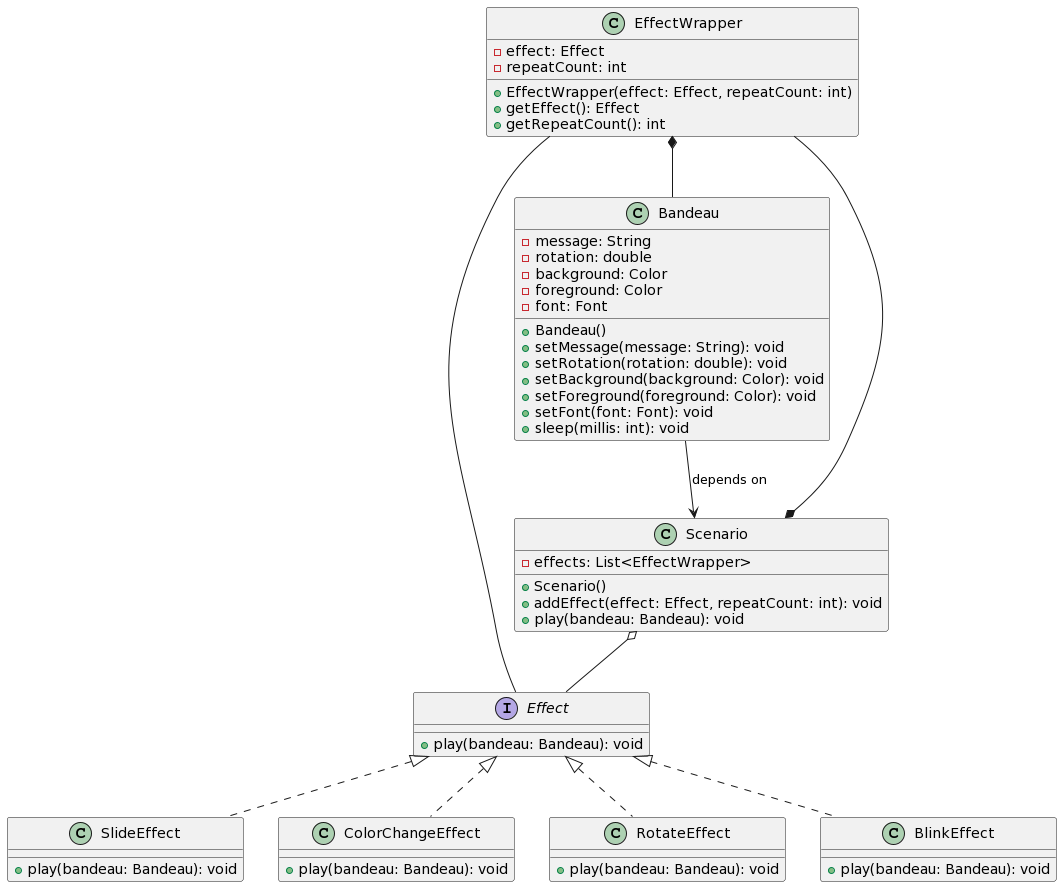 C EffectWrapper
effect: Effect
repeatCount: int
EffectWrapper(effect: Effect, repeatCount: int)
getEffect(): Effect
getRepeatCount(): int
C Bandeau
message: String
rotation: double
background: Color
foreground: Color
font: Font
Bandeau()
setMessage(message: String): void
setRotation(rotation: double): void
setBackground(background: Color): void
setForeground(foreground: Color): void
setFont(font: Font): void
sleep(millis: int): void
depends on
C Scenario
effects: List<EffectWrapper>
Scenario()
addEffect(effect: Effect, repeatCount: int): void
play(bandeau: Bandeau): void
I Effect
play(bandeau: Bandeau): void
C SlideEffect
play(bandeau: Bandeau): void
C ColorChangeEffect
play(bandeau: Bandeau): void
C RotateEffect
play(bandeau: Bandeau): void
C BlinkEffect
play(bandeau: Bandeau): void